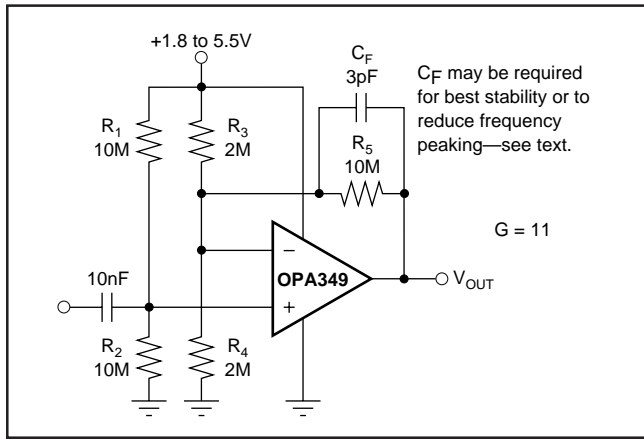 +1.8 to 5.5V
C_F
3pF
C_F may be required
for best stability or to
reduce frequency
peaking—see text.
R_1
10M
R_3
2M
R_5
10M
G = 11
–
OPA349
+
V_OUT
10nF
R_2
10M
R_4
2M